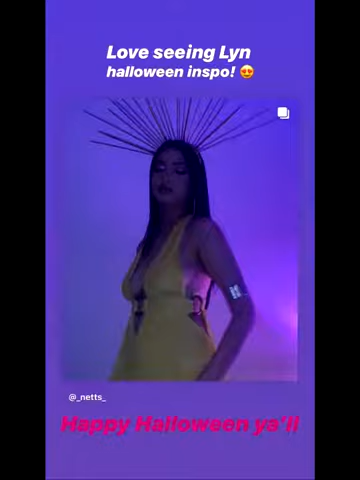 Love seeing Lyn
halloween inspo! 😍
@_netts_
Happy Halloween ya'll